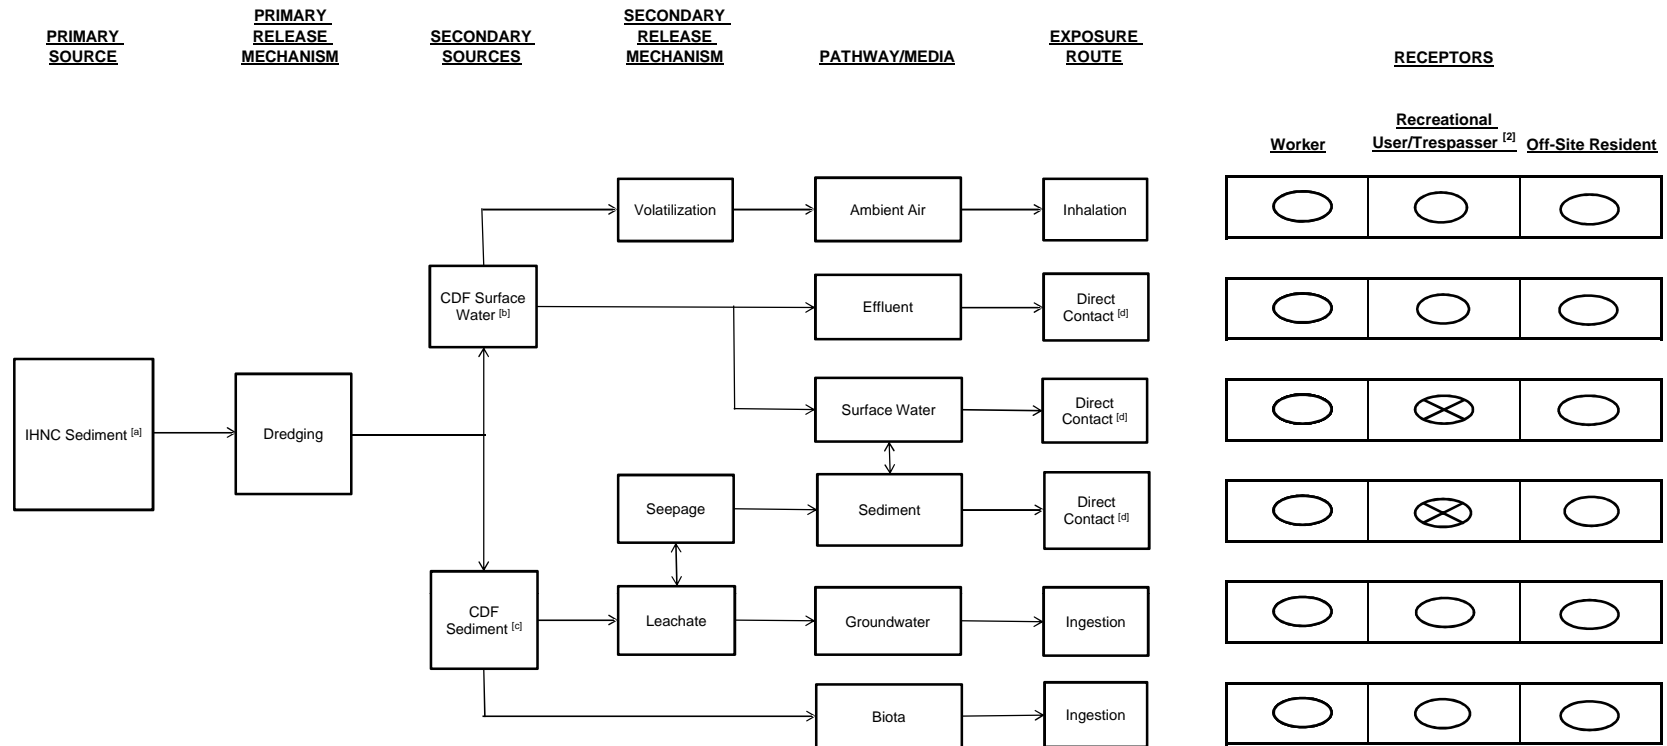 PRIMARY
SOURCE
PRIMARY
RELEASE
MECHANISM
SECONDARY
SOURCES
SECONDARY
RELEASE
MECHANISM
PATHWAY/MEDIA
EXPOSURE
ROUTE
RECEPTORS
Worker
Recreational
User/Trespasser [2]
Off-Site Resident
Volatilization
Ambient Air
Inhalation
CDF Surface
Water [b]
Effluent
Direct
Contact [d]
IHNC Sediment [a]
Dredging
Surface Water
Direct
Contact [d]
Seepage
Sediment
Direct
Contact [d]
CDF
Sediment [c]
Leachate
Groundwater
Ingestion
Biota
Ingestion